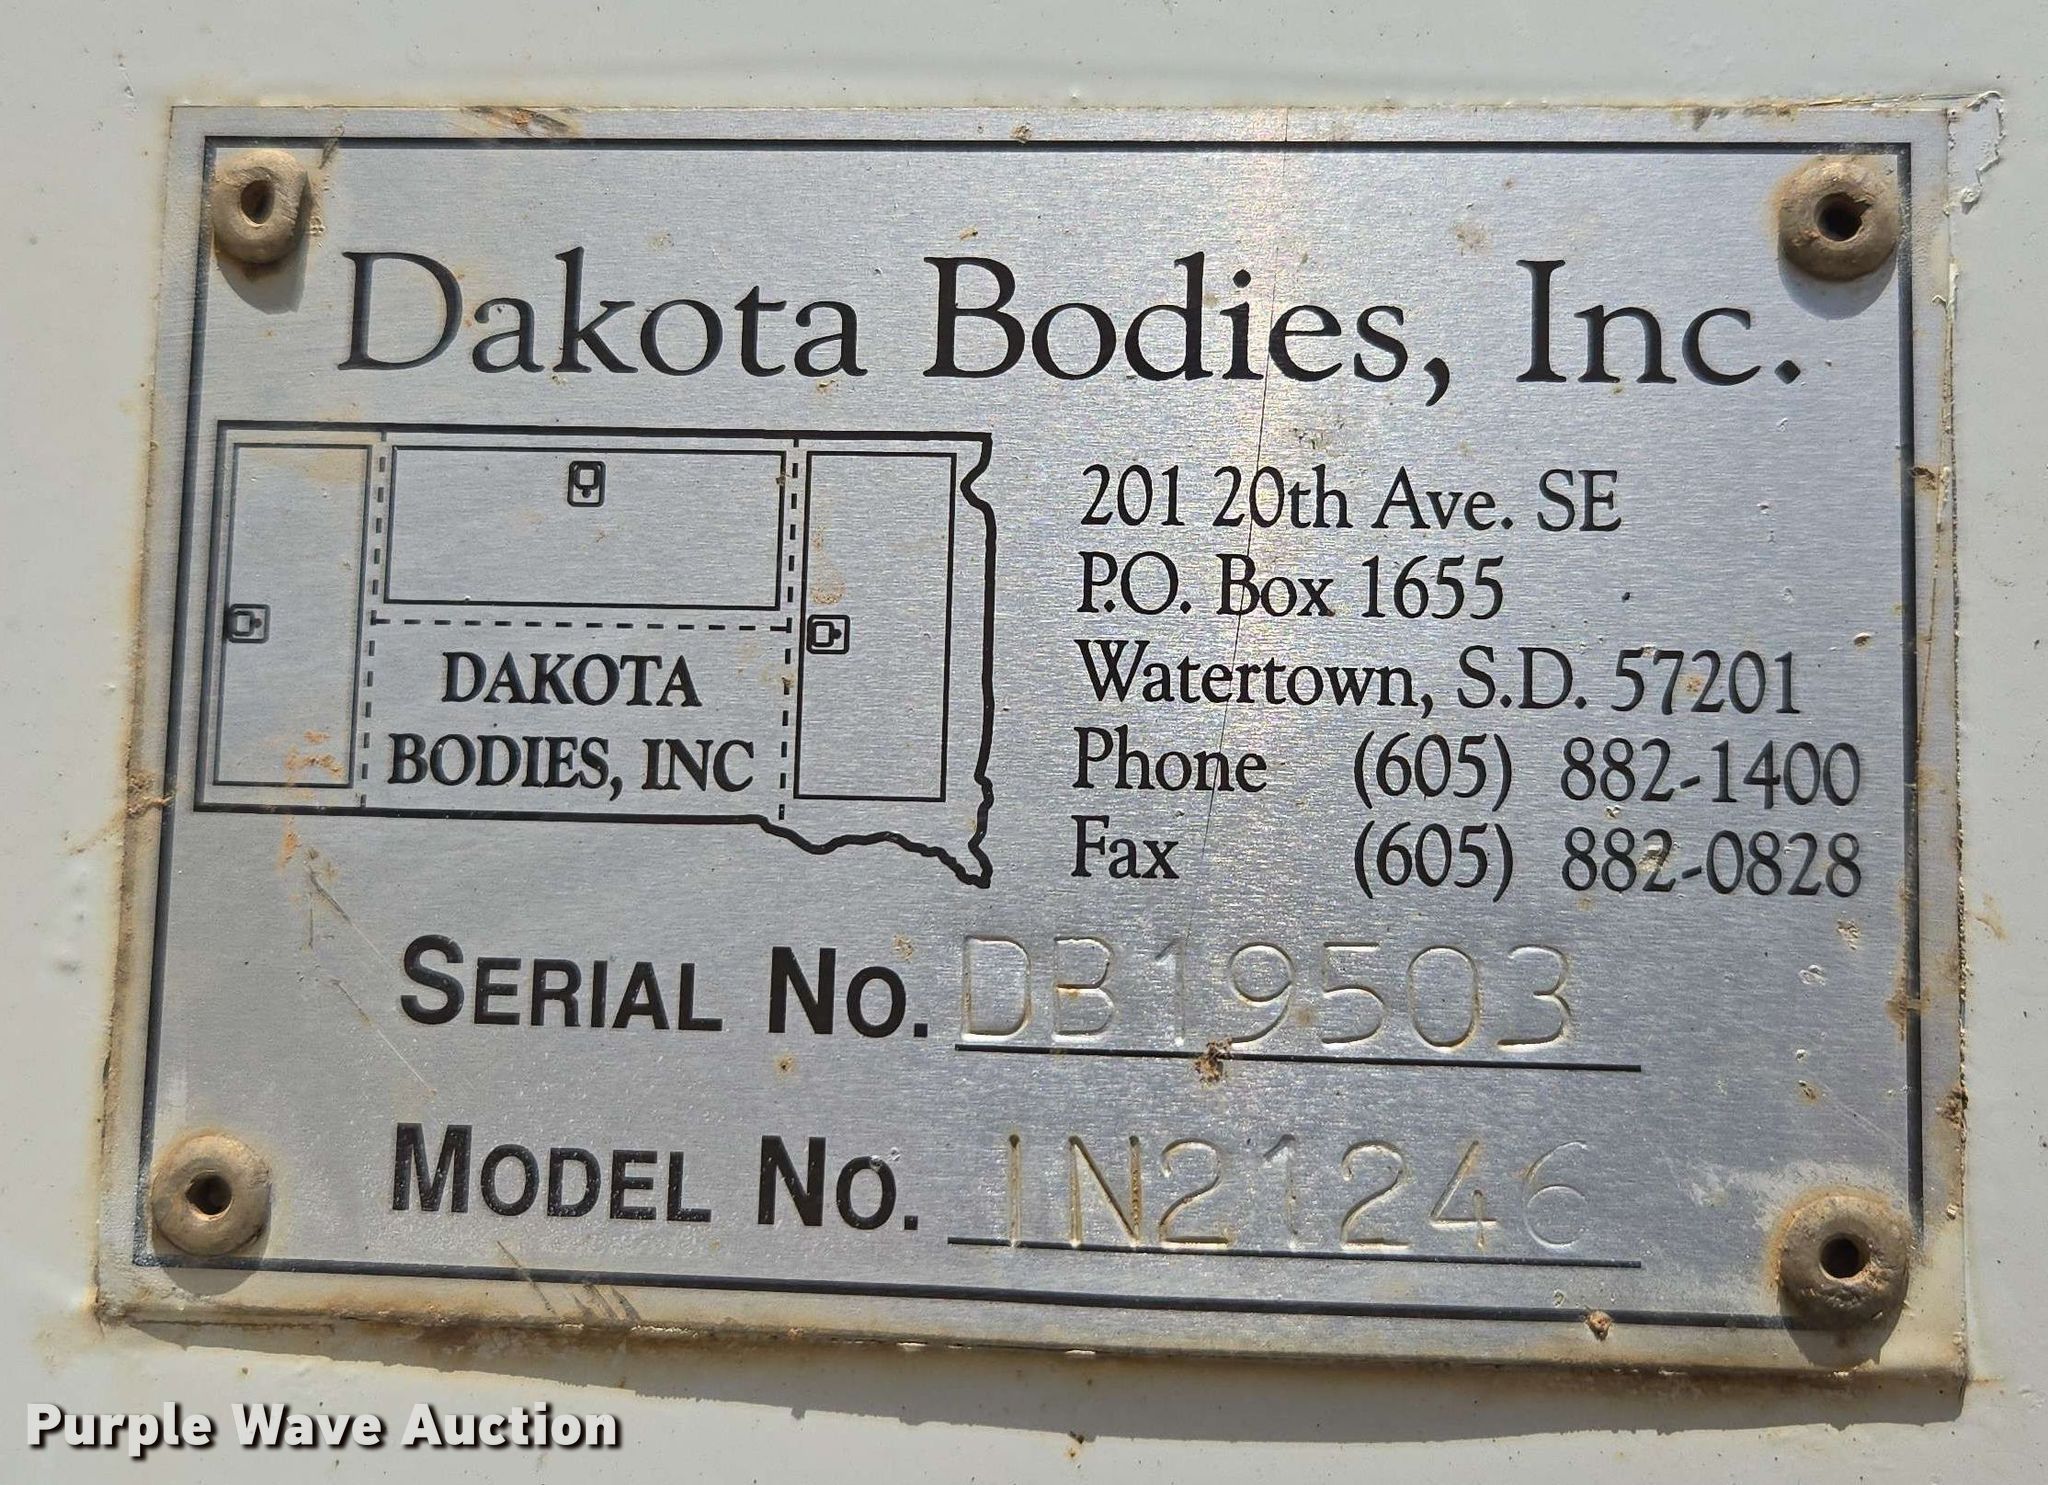 Dakota Bodies, Inc.
DAKOTA
BODIES, INC
201 20th Ave. SE
P.O. Box 1655
Watertown, S.D. 57201
Phone (605) 882-1400
Fax (605) 882-0828
SERIAL NO. DB19503
MODEL NO. IN21246
Purple Wave Auction